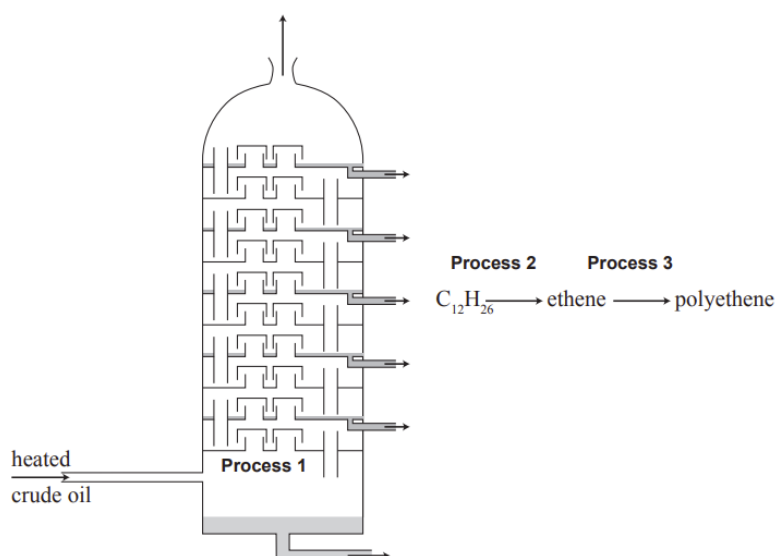 Process 2 Process 3
C₁₂H₂₆ ethene polyethene
Process 1
heated
crude oil